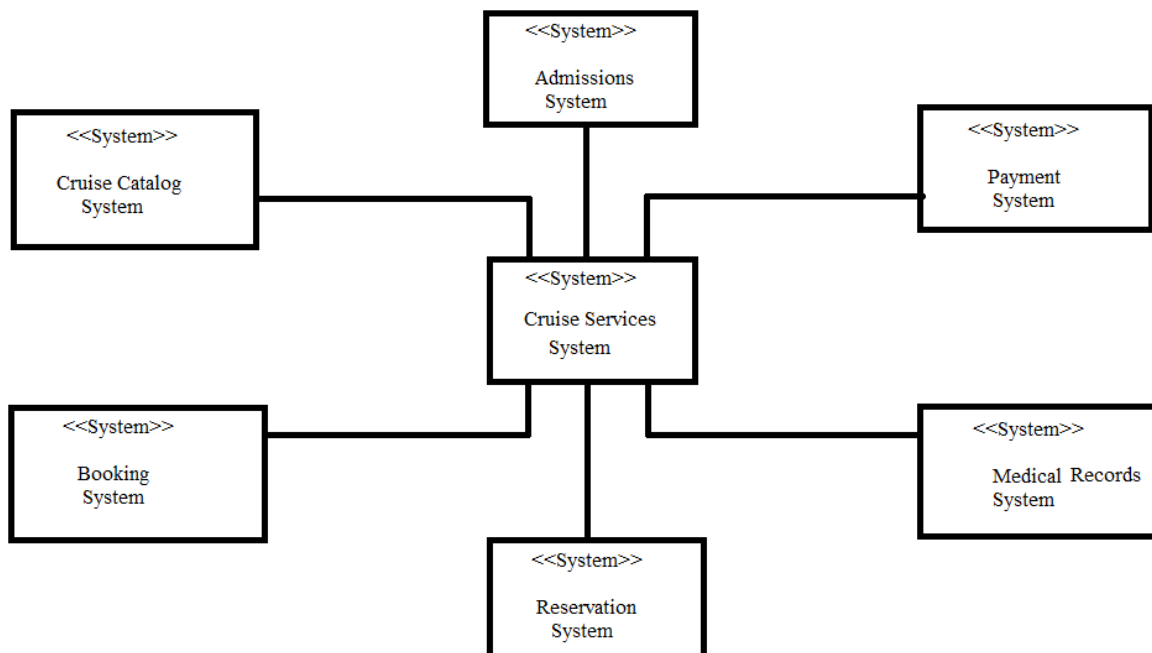 <<System>>
Admissions
System
<<System>>
Cruise Catalog
System
<<System>>
Payment
System
<<System>>
Cruise Services
System
<<System>>
Booking
System
<<System>>
Medical Records
System
<<System>>
Reservation
System